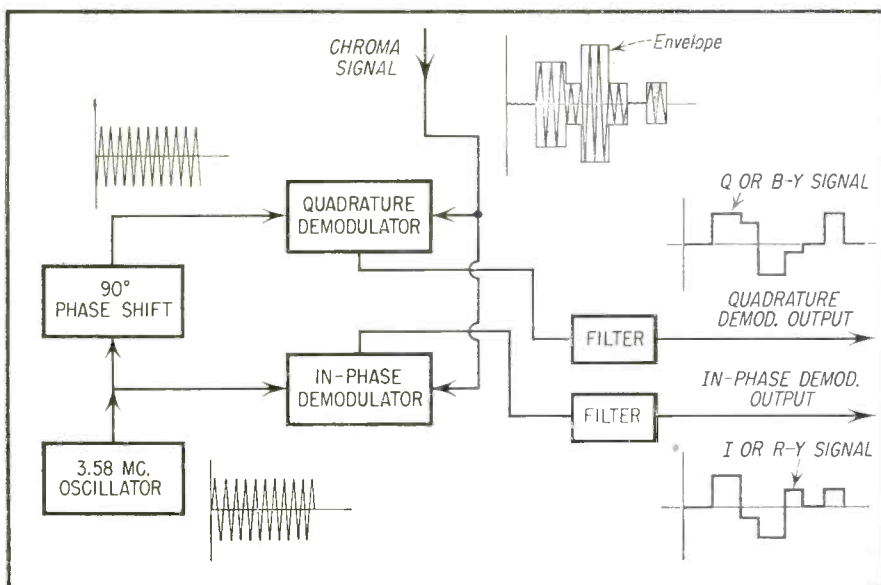 CHROMA
SIGNAL
Envelope
QUADRATURE
DEMODULATOR
Q OR B-Y SIGNAL
90°
PHASE SHIFT
QUADRATURE
DEMOD. OUTPUT
FILTER
IN-PHASE
DEMODULATOR
IN-PHASE DEMOD.
OUTPUT
FILTER
3.58 MC.
OSCILLATOR
I OR R-Y SIGNAL